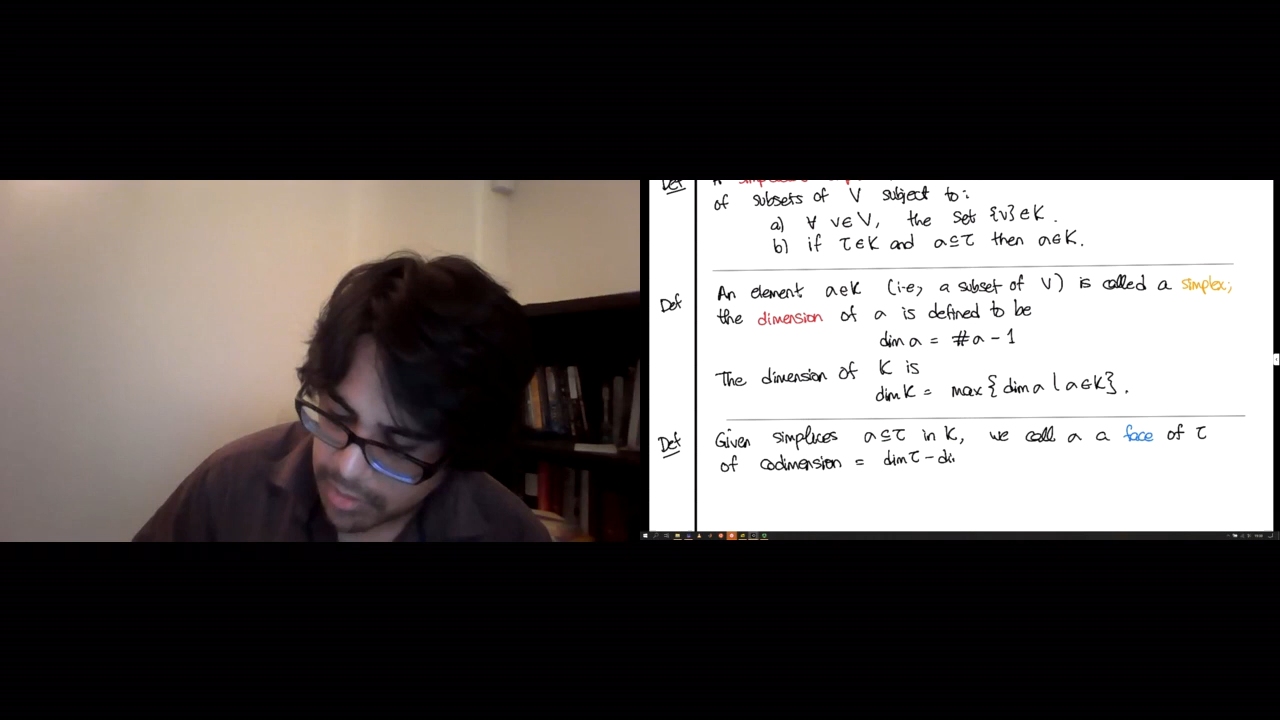 Def
of subsets of V subject to:
a) ∀ v∈V, the set {v}∈K.
b) if τ∈K and α⊆τ then α∈K.
Def An element α∈K (i.e., a subset of V) is called a simplex;
the dimension of α is defined to be
dim α = #α - 1
The dimension of K is
dim K = max{ dim α | α∈K }.
Def Given simplices α⊆τ in K, we call α a face of τ
of codimension = dim τ - di